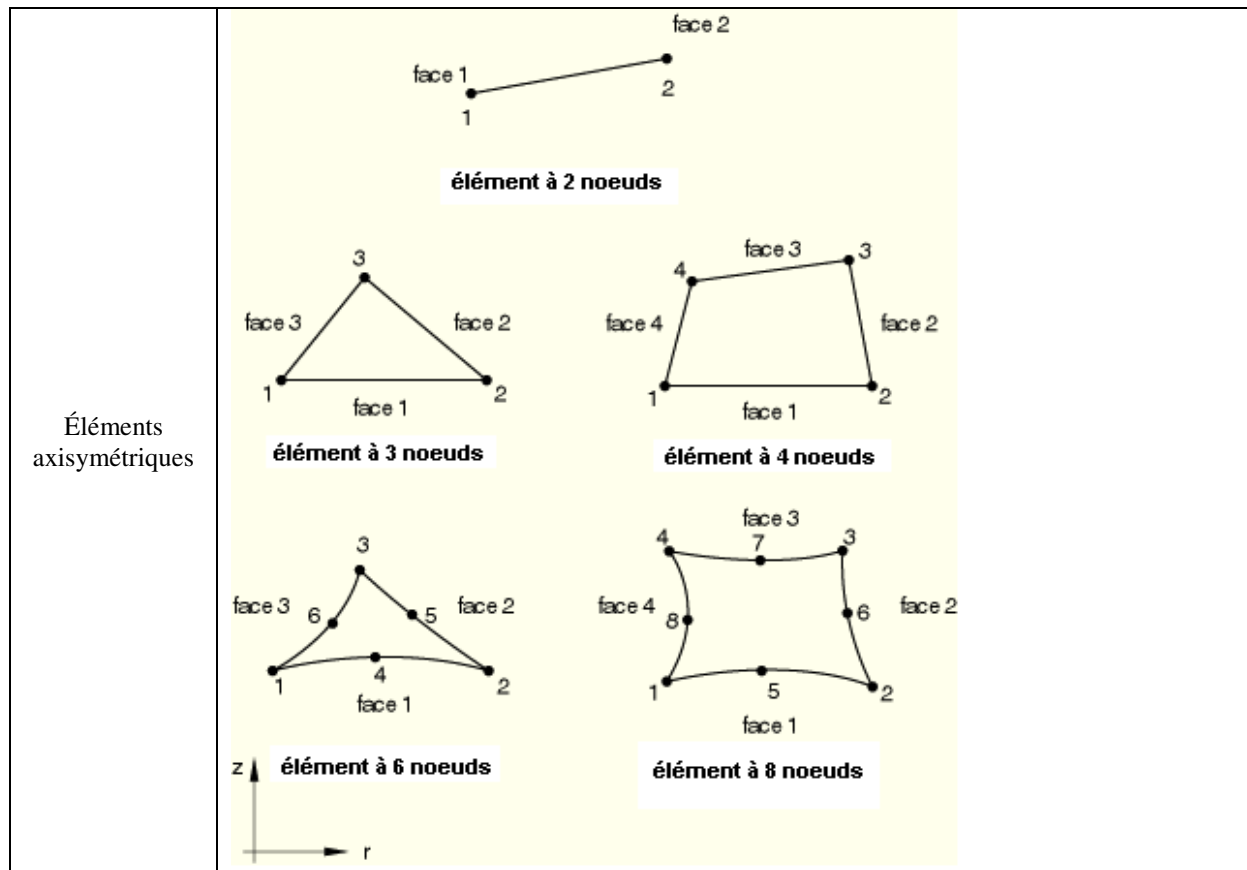 Éléments
axisymétriques
face 2
face 1
1
2
élément à 2 noeuds
3
face 3
face 2
1
2
face 1
élément à 3 noeuds
face 3
3
4
face 4
face 2
1
2
face 1
élément à 4 noeuds
3
face 3
6
5
face 2
1
4
2
face 1
élément à 6 noeuds
face 3
4
7
3
face 4
8
6
face 2
1
5
2
face 1
élément à 8 noeuds
z
r